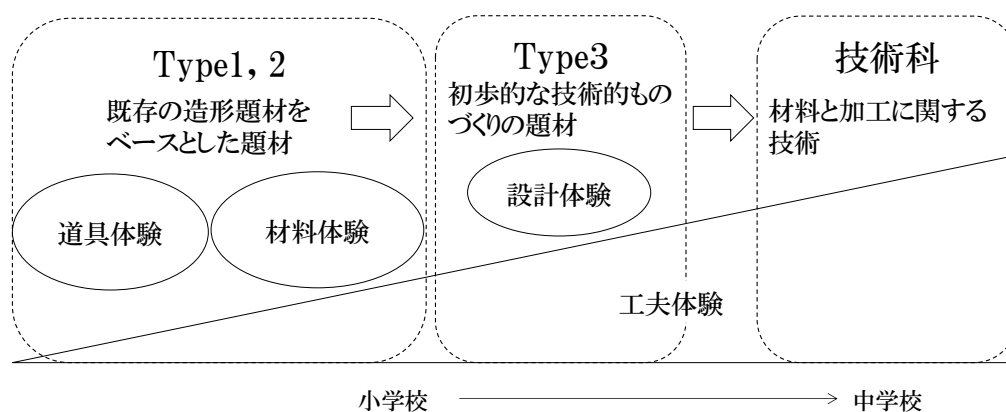 Type1, 2
既存の造形題材を
ベースとした題材
道具体験
材料体験
Type3
初歩的な技術的もの
づくりの題材
設計体験
技術科
材料と加工に関する
技術
工夫体験
小学校
中学校